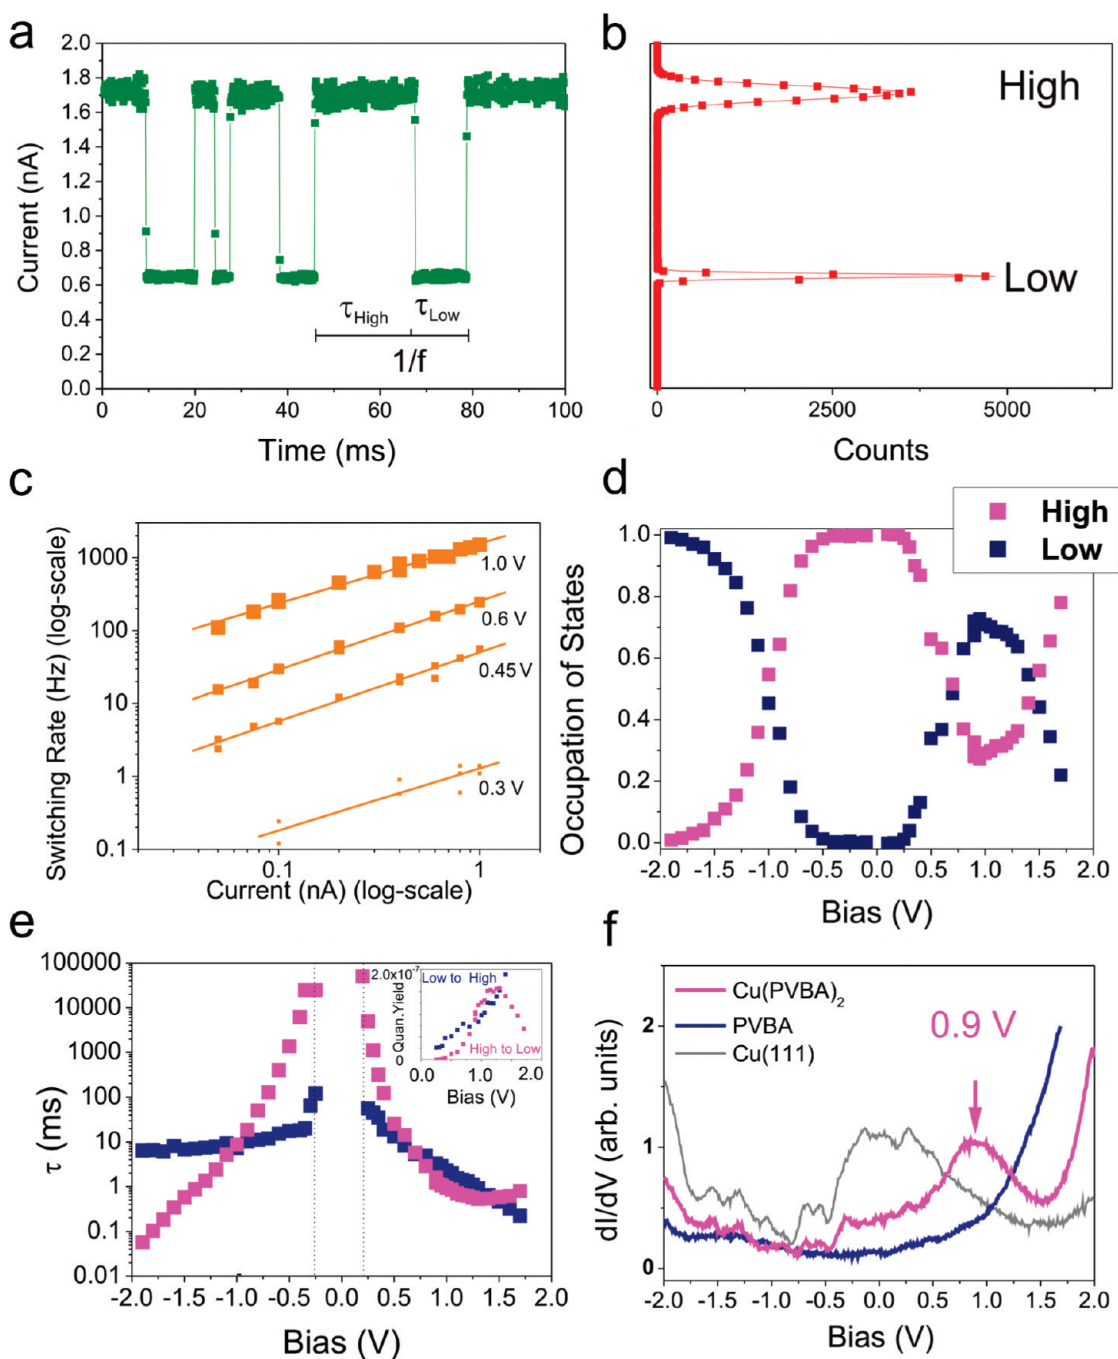 a
2.0
1.8
1.6
1.4
1.2
1.0
0.8
0.6
0.4
0.2
0.0
Current (nA)
τHigh
τLow
1/f
0 20 40 60 80 100
Time (ms)
b
High
Low
0 2500 5000
Counts
c
Switching Rate (Hz) (log-scale)
1000
100
10
1
0.1
1.0 V
0.6 V
0.45 V
0.3 V
0.1 1
Current (nA) (log-scale)
d
High
Low
Occupation of States
1.0
0.8
0.6
0.4
0.2
0.0
-2.0 -1.5 -1.0 -0.5 0.0 0.5 1.0 1.5 2.0
Bias (V)
e
τ (ms)
100000
10000
1000
100
10
1
0.1
0.01
2.0x10⁻⁷
Low to High
Quan.Yield
High to Low
0
0.0 1.0 2.0
Bias (V)
-2.0 -1.5 -1.0 -0.5 0.0 0.5 1.0 1.5 2.0
Bias (V)
f
Cu(PVBA)₂
PVBA
Cu(111)
0.9 V
dI/dV (arb. units)
2
1
0
-2.0 -1.5 -1.0 -0.5 0.0 0.5 1.0 1.5 2.0
Bias (V)